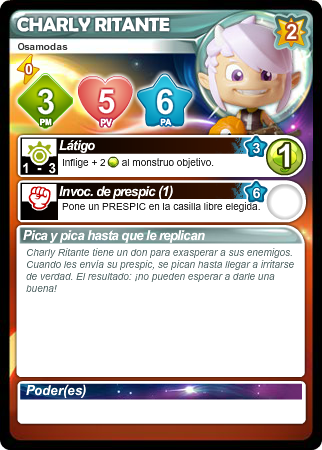 CHARLY RITANTE
2
Osamodas
0
3
PM
5
PV
6
PA
Látigo
3
1
1 - 3
Inflige + 2 al monstruo objetivo.
Invoc. de prespic (1)
6
1
Pone un PRESPIC en la casilla libre elegida.
Pica y pica hasta que le replican
Charly Ritante tiene un don para exasperar a sus enemigos.
Cuando les envía su prespic, se pican hasta llegar a irritarse
de verdad. El resultado: ¡no pueden esperar a darle una
buena!
Poder(es)